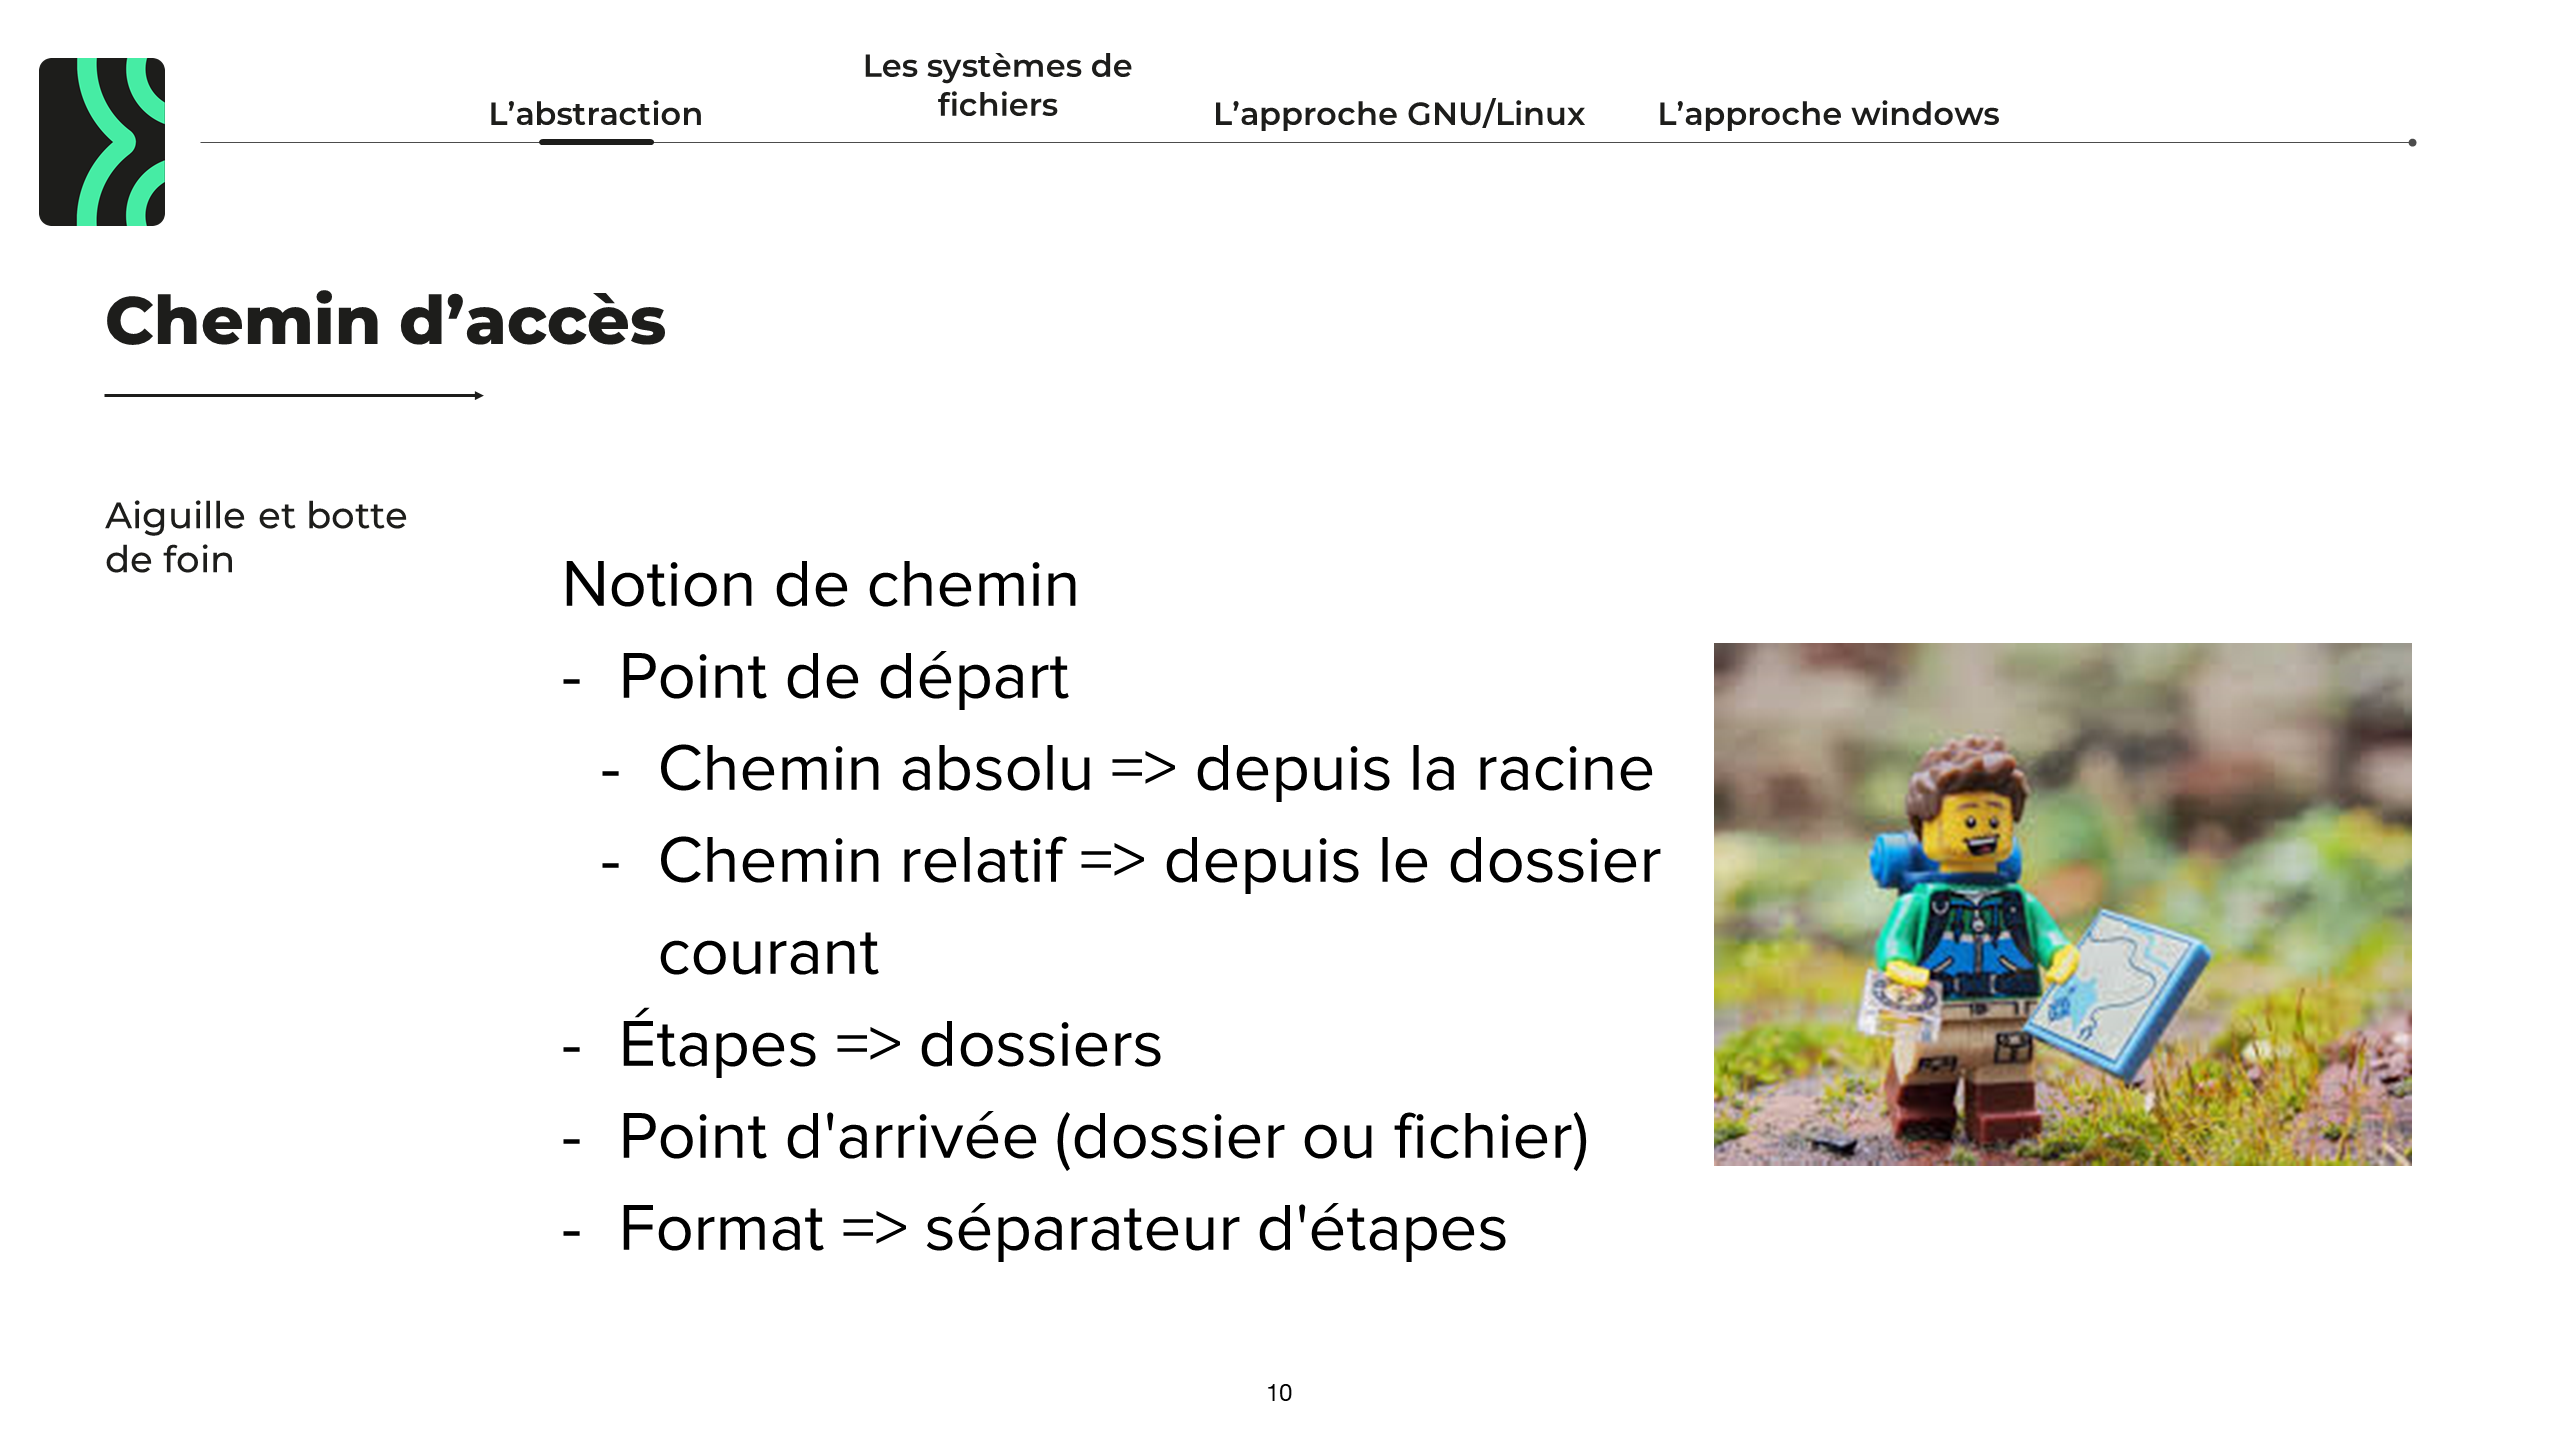 L’abstraction
Les systèmes de
fichiers
L’approche GNU/Linux
L’approche windows
Chemin d’accès
Aiguille et botte
de foin
Notion de chemin
- Point de départ
- Chemin absolu => depuis la racine
- Chemin relatif => depuis le dossier
courant
- Étapes => dossiers
- Point d'arrivée (dossier ou fichier)
- Format => séparateur d'étapes
10